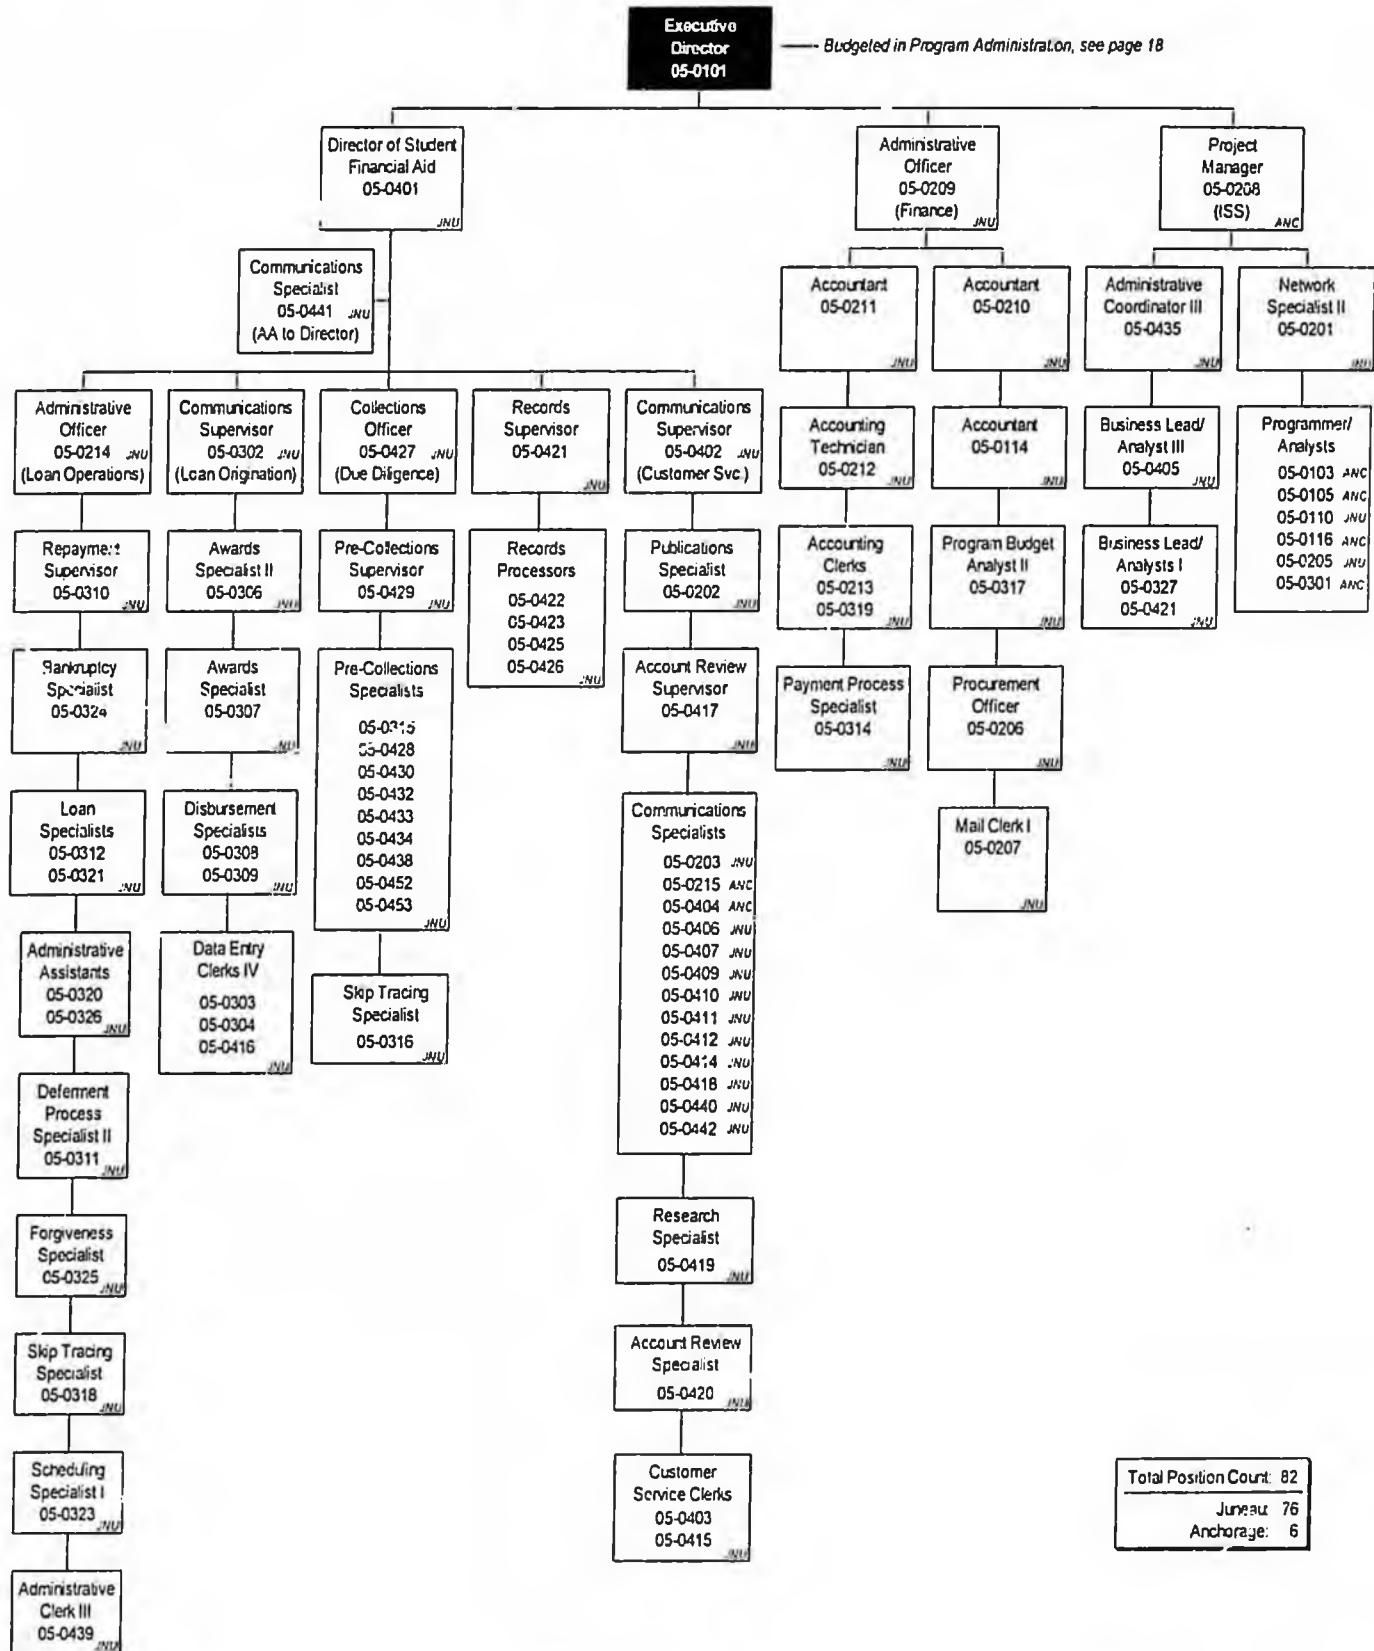 Executive
Director
05-0101
Budgeted in Program Administration, see page 18
Director of Student
Financial Aid
05-0401
JNU
Administrative
Officer
05-0209
(Finance)
JNU
Project
Manager
05-0208
(ISS)
ANC
Communications
Specialist
05-0441 JNU
(AA to Director)
Accountant
05-0211
JNU
Accountant
05-0210
JNU
Administrative
Coordinator III
05-0435
JNU
Network
Specialist II
05-0201
JNU
Administrative
Officer
05-0214 JNU
(Loan Operations)
Communications
Supervisor
05-0302 JNU
(Loan Origination)
Collections
Officer
05-0427 JNU
(Due Diligence)
Records
Supervisor
05-0421
JNU
Communications
Supervisor
05-0402 JNU
(Customer Svc.)
Accounting
Technician
05-0212
JNU
Accountant
05-0114
JNU
Business Lead/
Analyst III
05-0405
JNU
Programmer/
Analysts
05-0103 ANC
05-0105 ANC
05-0110 JNU
05-0116 ANC
05-0205 JNU
05-0301 ANC
Repayment
Supervisor
05-0310
JNU
Awards
Specialist II
05-0306
JNU
Pre-Collections
Supervisor
05-0429
JNU
Records
Processors
05-0422
05-0423
05-0425
05-0426
JNU
Publications
Specialist
05-0202
JNU
Accounting
Clerks
05-0213
05-0319
JNU
Program Budget
Analyst II
05-0317
JNU
Business Lead/
Analysts I
05-0327
05-0421
JNU
Bankruptcy
Specialist
05-0324
JNU
Awards
Specialist
05-0307
JNU
Pre-Collections
Specialists
05-0315
05-0428
05-0430
05-0432
05-0433
05-0434
05-0438
05-0452
05-0453
JNU
Account Review
Supervisor
05-0417
JNU
Payment Process
Specialist
05-0314
JNU
Procurement
Officer
05-0206
JNU
Loan
Specialists
05-0312
05-0321
JNU
Disbursement
Specialists
05-0308
05-0309
JNU
Communications
Specialists
05-0203 JNU
05-0215 ANC
05-0404 ANC
05-0406 JNU
05-0407 JNU
05-0409 JNU
05-0410 JNU
05-0411 JNU
05-0412 JNU
05-0414 JNU
05-0418 JNU
05-0440 JNU
05-0442 JNU
Mail Clerk I
05-0207
JNU
Administrative
Assistants
05-0320
05-0326
JNU
Data Entry
Clerks IV
05-0303
05-0304
05-0416
JNU
Skip Tracing
Specialist
05-0316
JNU
Deferment
Process
Specialist II
05-0311
JNU
Research
Specialist
05-0419
JNU
Forgiveness
Specialist
05-0325
JNU
Account Review
Specialist
05-0420
JNU
Skip Tracing
Specialist
05-0318
JNU
Customer
Service Clerks
05-0403
05-0415
JNU
Scheduling
Specialist I
05-0323
JNU
Total Position Count: 82
Juneau: 76
Anchorage: 6
Administrative
Clerk III
05-0439
JNU